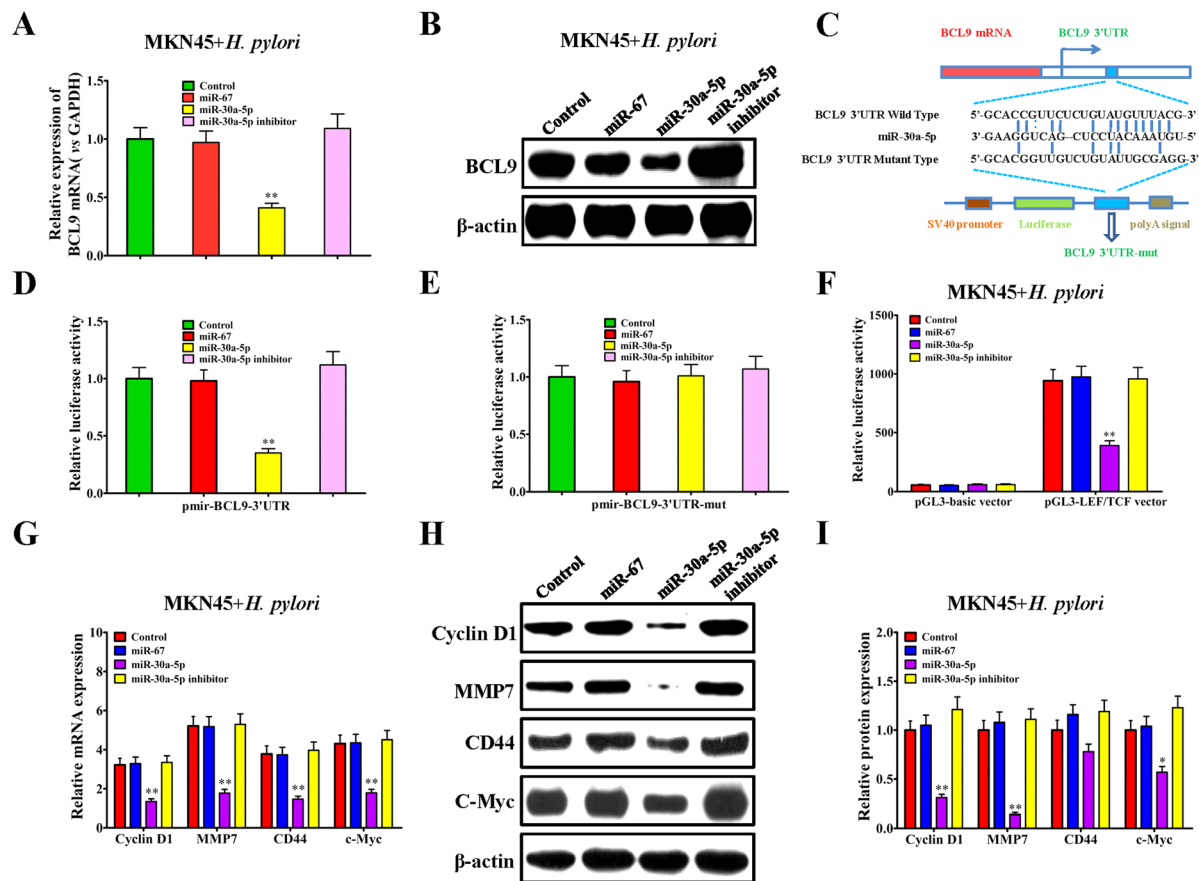 A
MKN45+H. pylori
Relative expression of
BCL9 mRNA( vs GAPDH)
1.5
1.0
0.5
0.0
Control
miR-67
miR-30a-5p
miR-30a-5p inhibitor
**
B
MKN45+H. pylori
Control
miR-67
miR-30a-5p
miR-30a-5p
inhibitor
BCL9
β-actin
C
BCL9 mRNA
BCL9 3'UTR
BCL9 3'UTR Wild Type 5'-GCACCGUUCUCUGUAUGUUUACG-3'
miR-30a-5p 3'-GAAGGUCAG--CUCCUACAAAUGU-5'
BCL9 3'UTR Mutant Type 5'-GCACGGUUGUCUGUAUUGCGAGG-3'
SV40 promoter
Luciferase
polyA signal
BCL9 3'UTR-mut
D
Relative luciferase activity
1.5
1.0
0.5
0.0
Control
miR-67
miR-30a-5p
miR-30a-5p inhibitor
**
pmir-BCL9-3'UTR
E
Relative luciferase activity
1.5
1.0
0.5
0.0
Control
miR-67
miR-30a-5p
miR-30a-5p inhibitor
pmir-BCL9-3'UTR-mut
F
MKN45+H. pylori
Relative luciferase activity
1500
1000
500
0
Control
miR-67
miR-30a-5p
miR-30a-5p inhibitor
**
pGL3-basic vector
pGL3-LEF/TCF vector
G
MKN45+H. pylori
Relative mRNA expression
10
8
6
4
2
0
Control
miR-67
miR-30a-5p
miR-30a-5p inhibitor
**
**
**
**
Cyclin D1
MMP7
CD44
c-Myc
H
Control
miR-67
miR-30a-5p
miR-30a-5p
inhibitor
Cyclin D1
MMP7
CD44
C-Myc
β-actin
I
MKN45+H. pylori
Relative protein expression
2.0
1.5
1.0
0.5
0.0
Control
miR-67
miR-30a-5p
miR-30a-5p inhibitor
**
**
*
Cyclin D1
MMP7
CD44
c-Myc